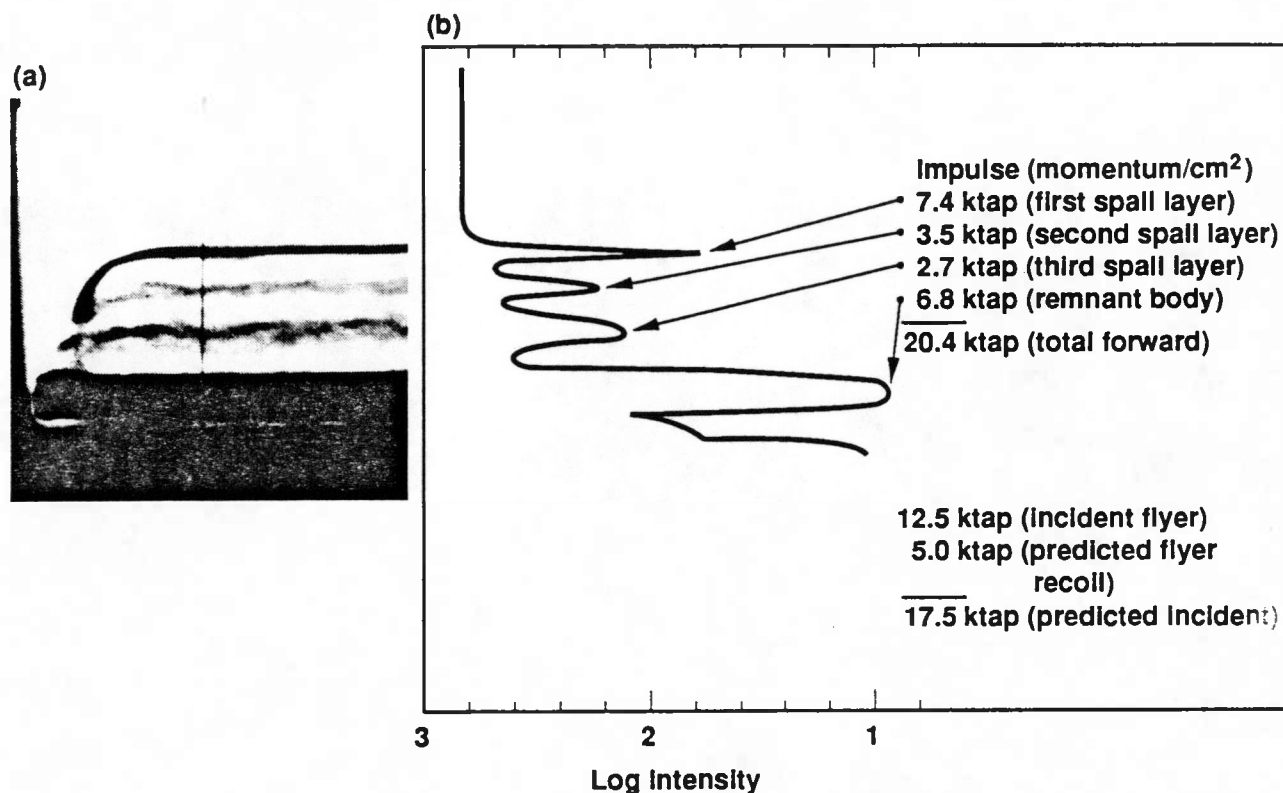 (a)
(b)
Impulse (momentum/cm²)
7.4 ktap (first spall layer)
3.5 ktap (second spall layer)
2.7 ktap (third spall layer)
6.8 ktap (remnant body)
20.4 ktap (total forward)
12.5 ktap (incident flyer)
5.0 ktap (predicted flyer
recoil)
17.5 ktap (predicted incident)
3
2
1
Log intensity